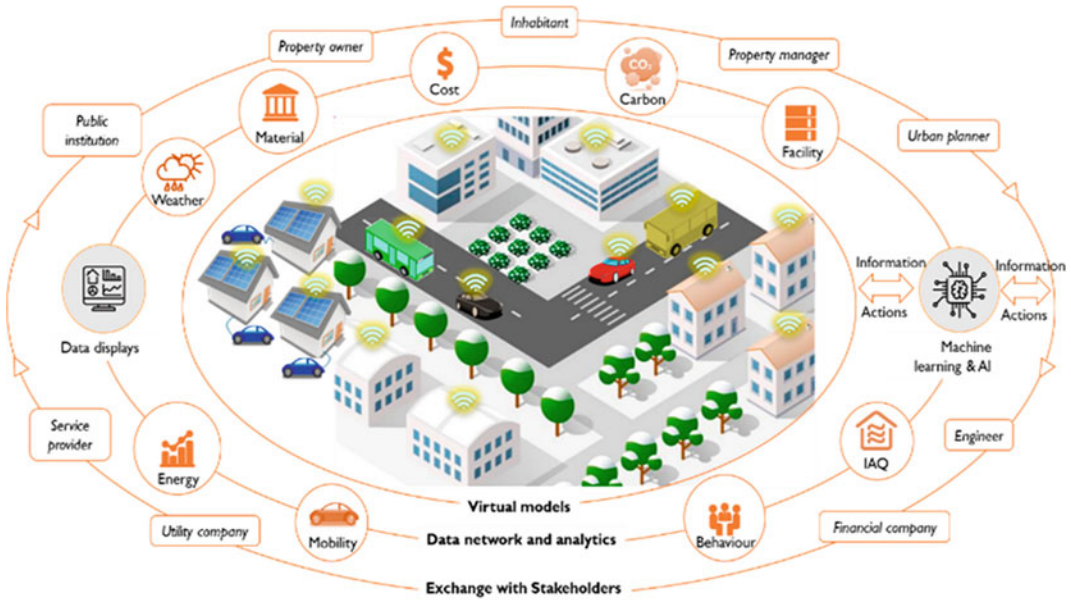 Inhabitant
Property owner
Property manager
Cost
CO₂
Carbon
Public
institution
Material
Facility
Urban planner
Weather
Information
Actions
Information
Actions
Data displays
Machine
learning & AI
Service
provider
Energy
IAQ
Engineer
Virtual models
Utility company
Mobility
Data network and analytics
Behaviour
Financial company
Exchange with Stakeholders